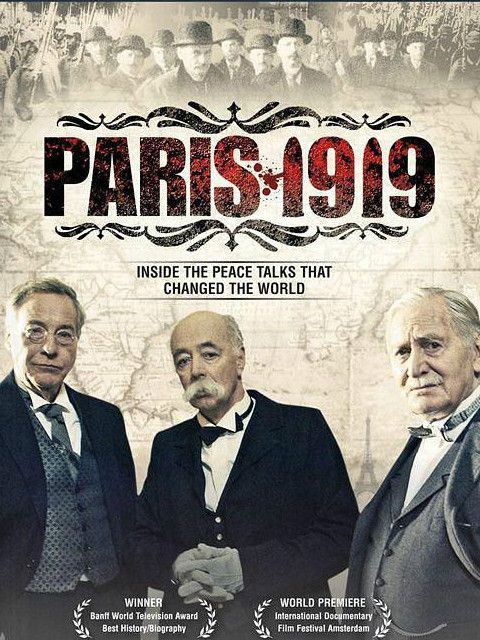 PARIS 1919
INSIDE THE PEACE TALKS THAT
CHANGED THE WORLD
WINNER
Banff World Television Award
Best History/Biography
WORLD PREMIERE
International Documentary
Film Festival Amsterdam